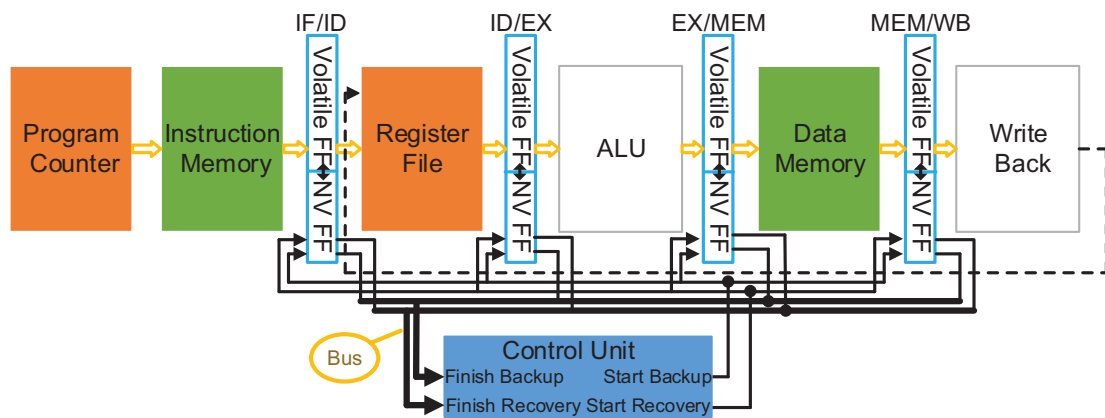 IF/ID
ID/EX
EX/MEM
MEM/WB
Program
Counter
Instruction
Memory
Volatile FF
NV FF
Register
File
Volatile FF
NV FF
ALU
Volatile FF
NV FF
Data
Memory
Volatile FF
NV FF
Write
Back
Bus
Control Unit
Finish Backup Start Backup
Finish Recovery Start Recovery